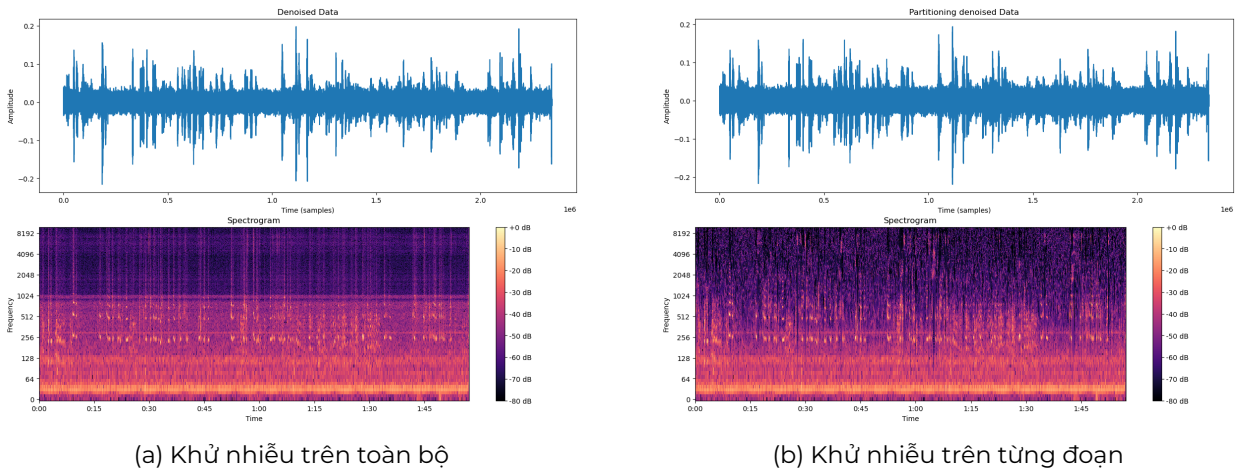 Denoised Data
0.2
0.1
0.0
−0.1
−0.2
Amplitude
0.0
0.5
1.0
1.5
2.0
1e6
Time (samples)
Spectrogram
8192
4096
2048
1024
512
256
128
64
0
Frequency
0:00
0:15
0:30
0:45
1:00
1:15
1:30
1:45
Time
+0 dB
-10 dB
-20 dB
-30 dB
-40 dB
-50 dB
-60 dB
-70 dB
-80 dB
(a) Khử nhiễu trên toàn bộ
Partitioning denoised Data
0.2
0.1
0.0
−0.1
−0.2
Amplitude
0.0
0.5
1.0
1.5
2.0
1e6
Time (samples)
Spectrogram
8192
4096
2048
1024
512
256
128
64
0
Frequency
0:00
0:15
0:30
0:45
1:00
1:15
1:30
1:45
Time
+0 dB
-10 dB
-20 dB
-30 dB
-40 dB
-50 dB
-60 dB
-70 dB
-80 dB
(b) Khử nhiễu trên từng đoạn